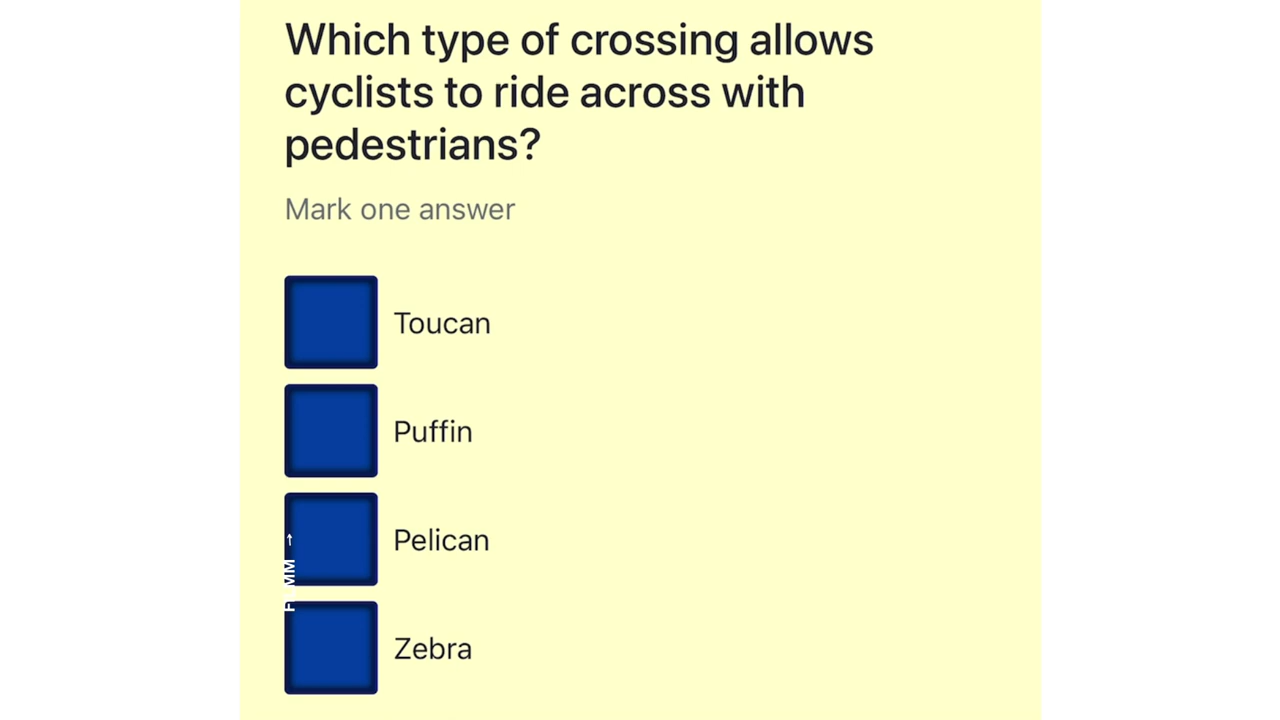 Which type of crossing allows
cyclists to ride across with
pedestrians?
Mark one answer
Toucan
Puffin
Pelican
Zebra